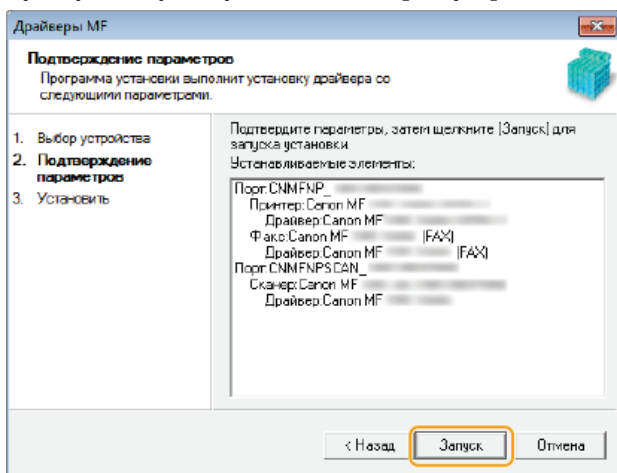 Драйверы MF
Подтверждение параметров
Программа установки выполнит установку драйвера со
следующими параметрами.
1. Выбор устройства
2. Подтверждение
параметров
3. Установить
Подтвердите параметры, затем щелкните [Запуск] для
запуска установки.
Устанавливаемые элементы:
Порт:CNMFNP_
Принтер:Canon MF
Драйвер:Canon MF
Факс:Canon MF (FAX)
Драйвер:Canon MF (FAX)
Порт:CNMFNPSCAN_
Сканер:Canon MF
Драйвер:Canon MF
< Назад Запуск Отмена